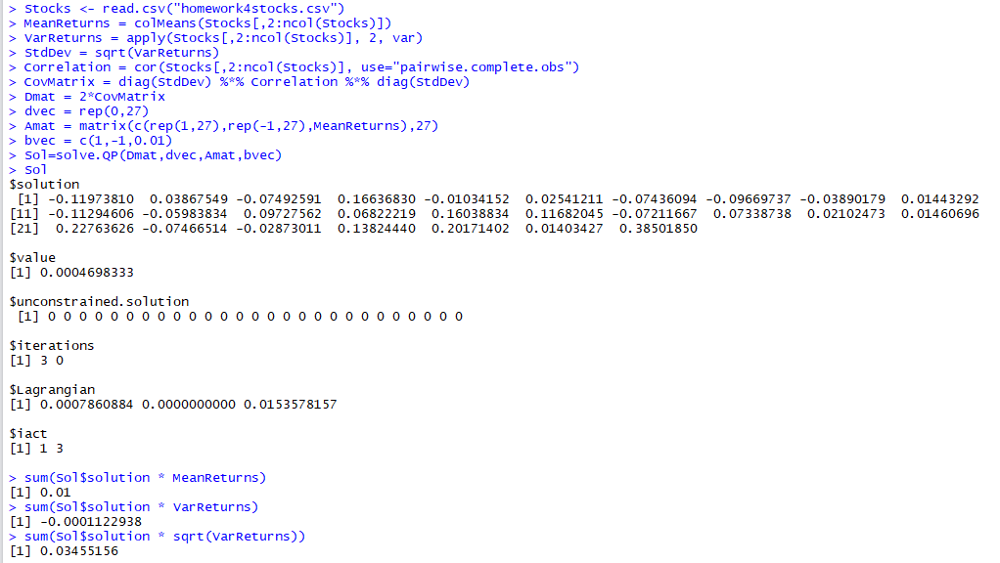 > Stocks <- read.csv("homework4stocks.csv")
> MeanReturns = colMeans(Stocks[,2:ncol(Stocks)])
> VarReturns = apply(Stocks[,2:ncol(Stocks)], 2, var)
> StdDev = sqrt(VarReturns)
> Correlation = cor(Stocks[,2:ncol(Stocks)], use="pairwise.complete.obs")
> CovMatrix = diag(StdDev) %*% Correlation %*% diag(StdDev)
> Dmat = 2*CovMatrix
> dvec = rep(0,27)
> Amat = matrix(c(rep(1,27),rep(-1,27),MeanReturns),27)
> bvec = c(1,-1,0.01)
> Sol=solve.QP(Dmat,dvec,Amat,bvec)
> Sol
$solution
[1] -0.11973810 0.03867549 -0.07492591 0.16636830 -0.01034152 0.02541211 -0.07436094 -0.09669737 -0.03890179 0.01443292
[11] -0.11294606 -0.05983834 0.09727562 0.06822219 0.16038834 0.11682045 -0.07211667 0.07338738 0.02102473 0.01460696
[21] 0.22763626 -0.07466514 -0.02873011 0.13824440 0.20171402 0.01403427 0.38501850
$value
[1] 0.0004698333
$unconstrained.solution
[1] 0 0 0 0 0 0 0 0 0 0 0 0 0 0 0 0 0 0 0 0 0 0 0 0 0 0 0
$iterations
[1] 3 0
$Lagrangian
[1] 0.0007860884 0.0000000000 0.0153578157
$iact
[1] 1 3
> sum(Sol$solution * MeanReturns)
[1] 0.01
> sum(Sol$solution * VarReturns)
[1] -0.0001122938
> sum(Sol$solution * sqrt(VarReturns))
[1] 0.03455156